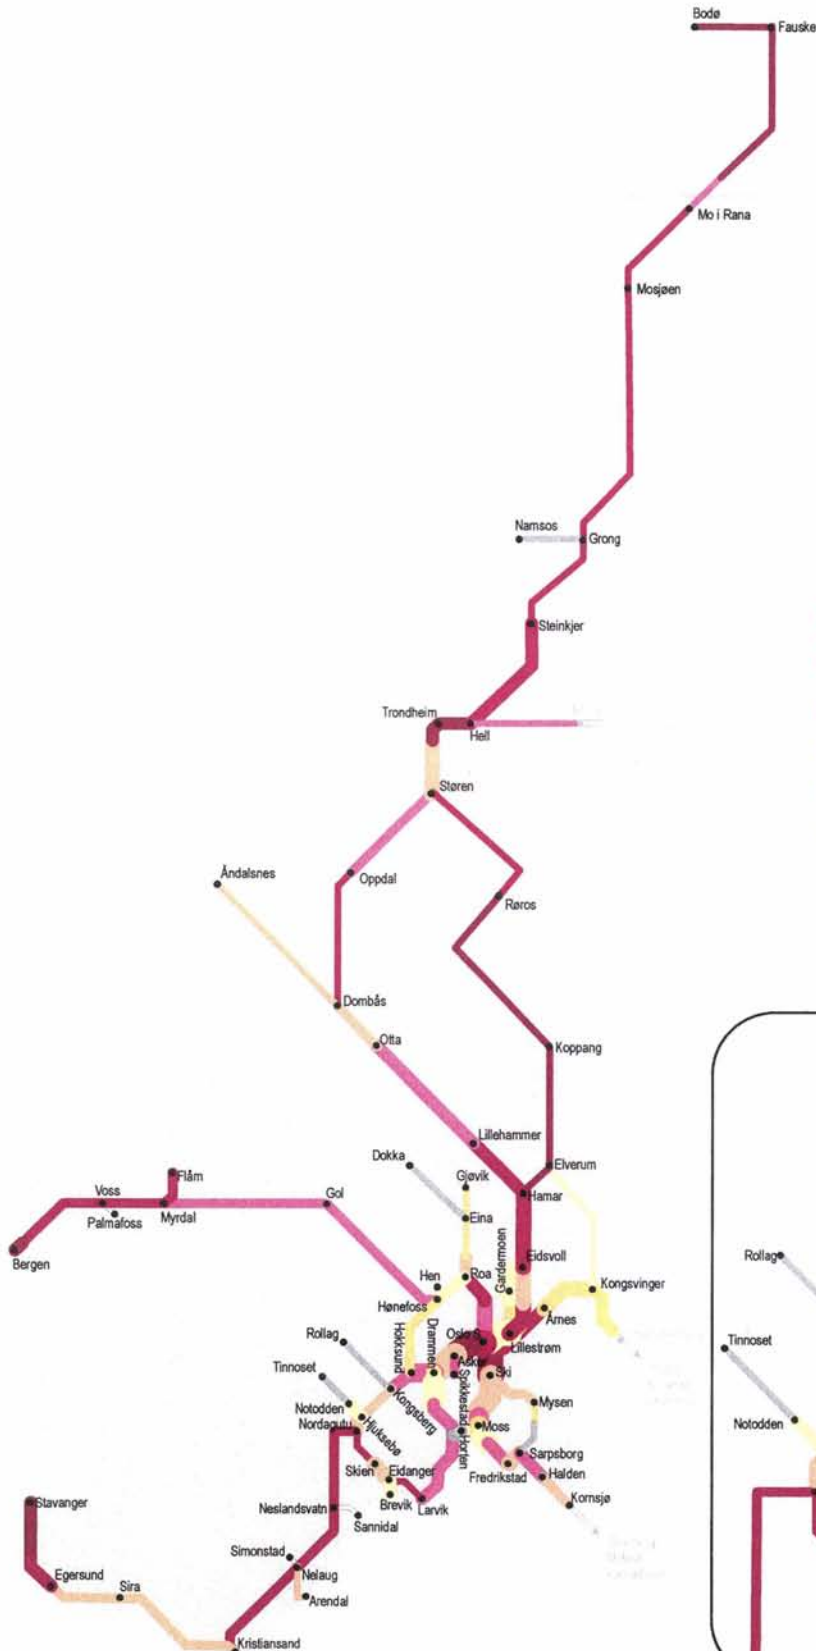 Bodø
Fauske
Mo i Rana
Mosjøen
Namsos
Grong
Steinkjer
Trondheim
Hell
Støren
Åndalsnes
Oppdal
Røros
Dombås
Otta
Koppang
Lillehammer
Dokka
Elverum
Gjøvik
Flåm
Voss
Gol
Hamar
Palmafoss
Myrdal
Eina
Bergen
Gardermoen
Eidsvoll
Hen
Roa
Kongsvinger
Hønefoss
Rollag
Hokksund
Drammen
Oslo S
Årnes
Lillestrøm
Asker
Tinnoset
Spikkestad
Ski
Kongsberg
Notodden
Mysen
Hjuksebø
Nordagutu
Horten
Moss
Skien
Eidanger
Sarpsborg
Fredrikstad
Halden
Brevik
Larvik
Kornsjø
Stavanger
Neslandsvatn
Sannidal
Simonstad
Egersund
Sira
Nelaug
Arendal
Kristiansand
Rollag
Tinnoset
Notodden